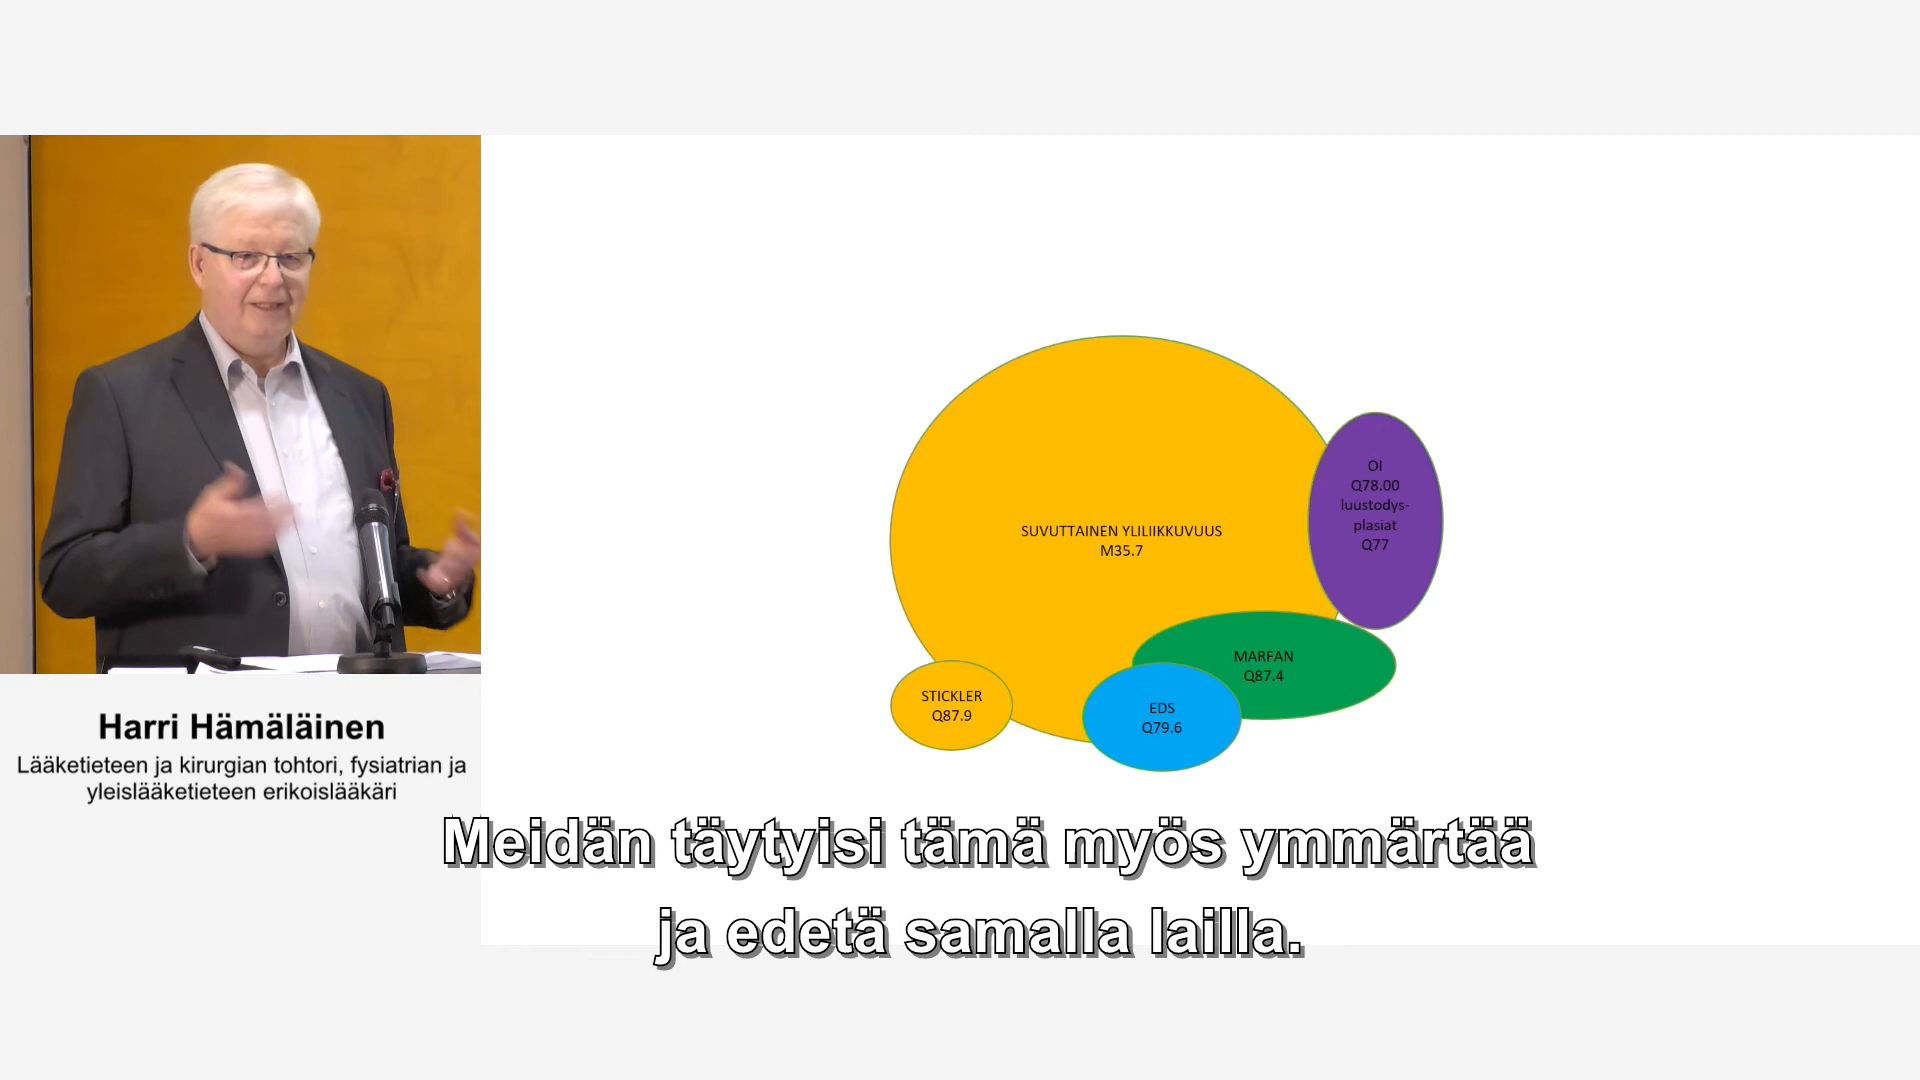 SUVUTTAINEN YLILIIKKUVUUS
M35.7
OI
Q78.00
luustodys-
plasiat
Q77
MARFAN
Q87.4
STICKLER
Q87.9
EDS
Q79.6
Harri Hämäläinen
Lääketieteen ja kirurgian tohtori, fysiatrian ja
yleislääketieteen erikoislääkäri
Meidän täytyisi tämä myös ymmärtää
ja edetä samalla lailla.